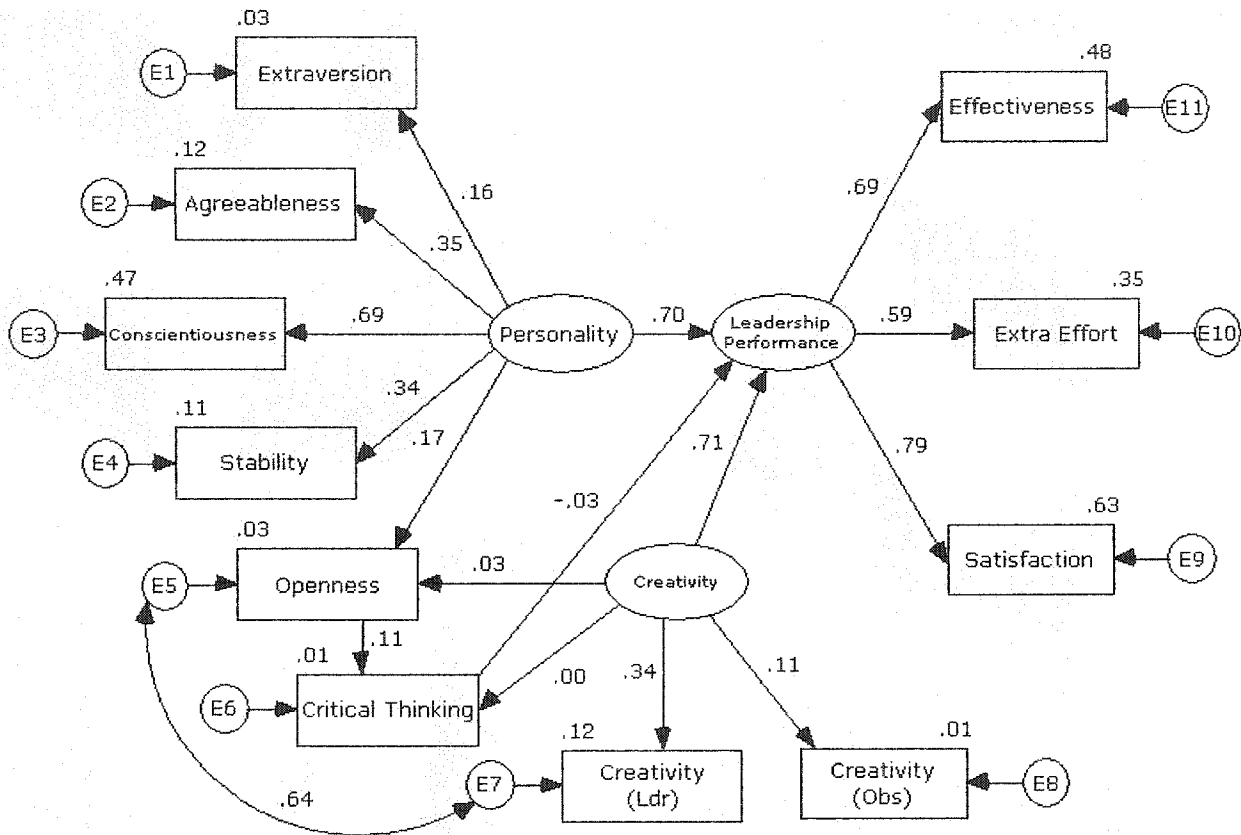 .03
E1
Extraversion
.48
Effectiveness
E11
.12
E2
Agreeableness
.16
.69
.35
.47
E3
Conscientiousness
.69
Personality
.70
Leadership
Performance
.59
.35
Extra Effort
E10
.34
.11
.17
E4
Stability
.71
.79
-.03
.63
.03
E5
Openness
.03
Creativity
Satisfaction
E9
.11
.01
.00
.34
.11
E6
Critical Thinking
.12
.01
.64
E7
Creativity
(Ldr)
Creativity
(Obs)
E8